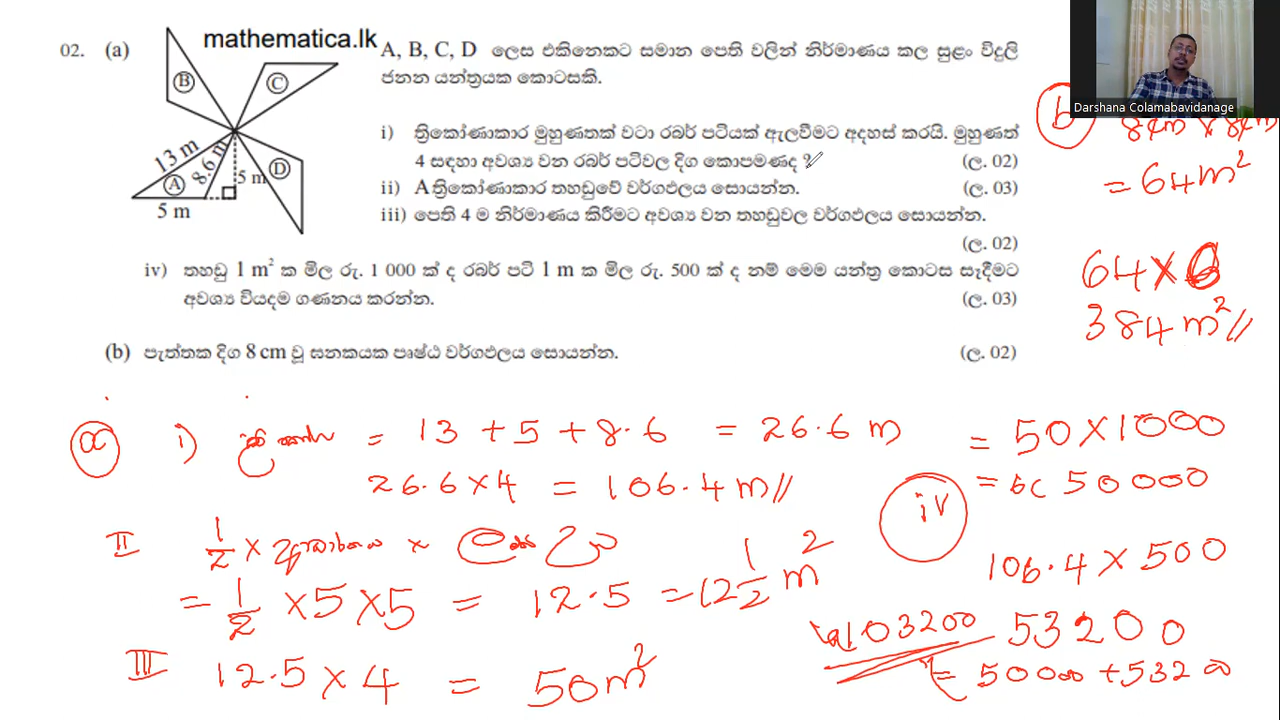 mathematica.lk
02. (a) A, B, C, D ලෙස එකිනෙකට සමාන පෙති වලින් නිර්මාණය කල සුළං විදුලි
ජනන යන්ත්‍රයක කොටසකි.
B
C
13 m
8.6 m
A
5 m
D
5 m
i) ත්‍රිකෝණාකාර මුහුණතක් වටා රබර් පටියක් ඇලවීමට අදහස් කරයි. මුහුණත්
4 සඳහා අවශ්‍ය වන රබර් පටිවල දිග කොපමණද ? (ල. 02)
ii) A ත්‍රිකෝණාකාර තහඩුවේ වර්ගඵලය සොයන්න. (ල. 03)
iii) පෙති 4 ම නිර්මාණය කිරීමට අවශ්‍ය වන තහඩුවල වර්ගඵලය සොයන්න.
(ල. 02)
iv) තහඩු 1 m² ක මිල රු. 1 000 ක් ද රබර් පටි 1 m ක මිල රු. 500 ක් ද නම් මෙම යන්ත්‍ර කොටස සෑදීමට
අවශ්‍ය වියදම ගණනය කරන්න. (ල. 03)
(b) පැත්තක දිග 8 cm වූ ඝනකයක පෘෂ්ඨ වර්ගඵලය සොයන්න. (ල. 02)
Darshana Colamabavidanage
b
= 64 m²
64 × 6
384 m² //
a i) = 13 + 5 + 8.6 = 26.6 m
26.6 × 4 = 106.4 m //
II 1/2 × ×
= 1/2 × 5 × 5 = 12.5 = 12 1/2 m²
III 12.5 × 4 = 50 m²
= 50 × 1000
= 50000
iv
106.4 × 500
53200
= 50000 + 53200
103200